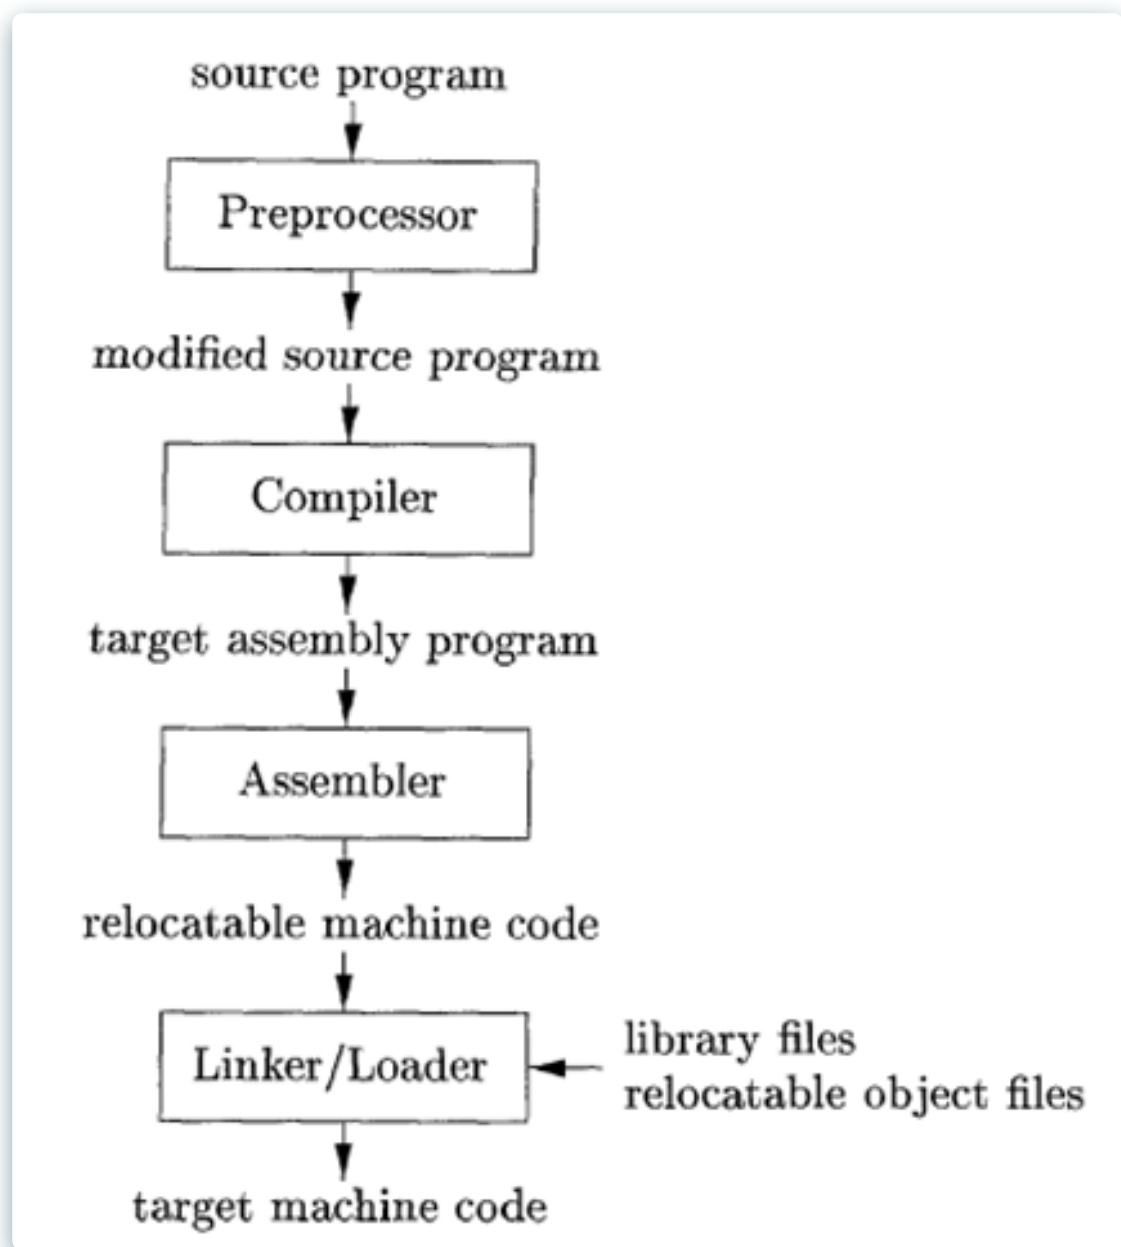 source program
Preprocessor
modified source program
Compiler
target assembly program
Assembler
relocatable machine code
Linker/Loader
library files
relocatable object files
target machine code